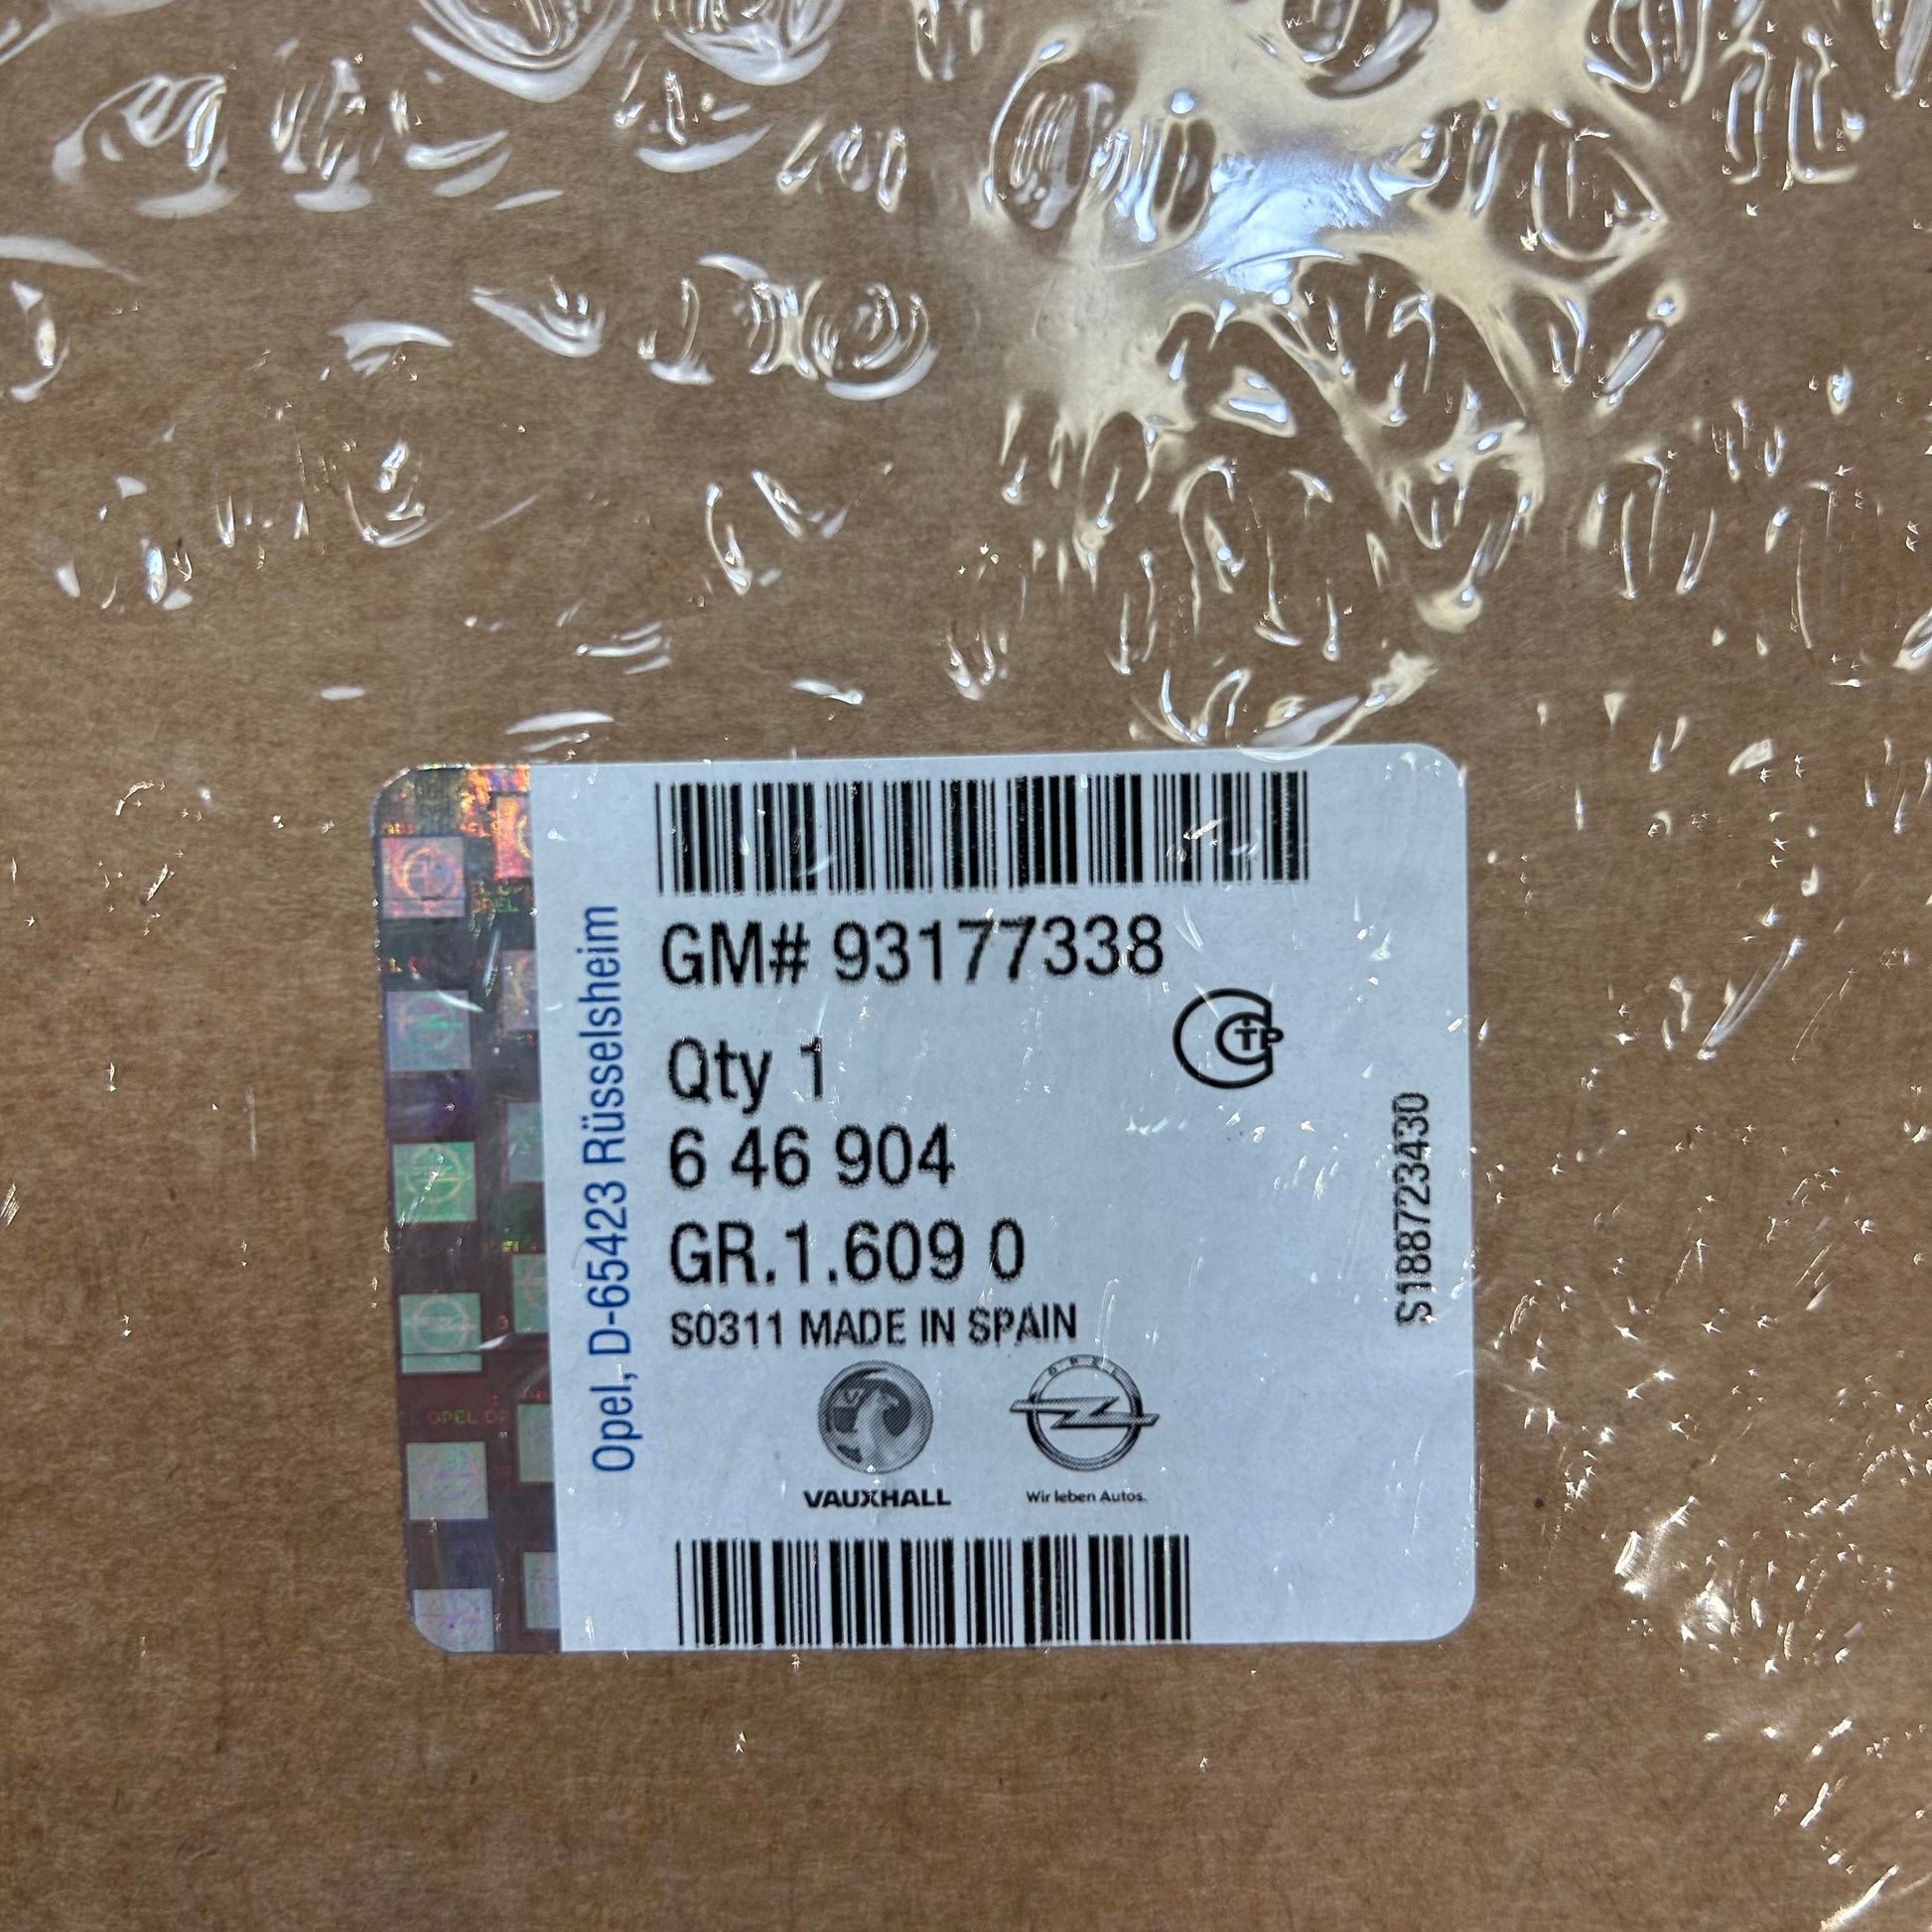 GM# 93177338
Qty 1
6 46 904
GR.1.609 0
S0311 MADE IN SPAIN
VAUXHALL
OPEL
Wir leben Autos.
Opel, D-65423 Rüsselsheim
S188723430